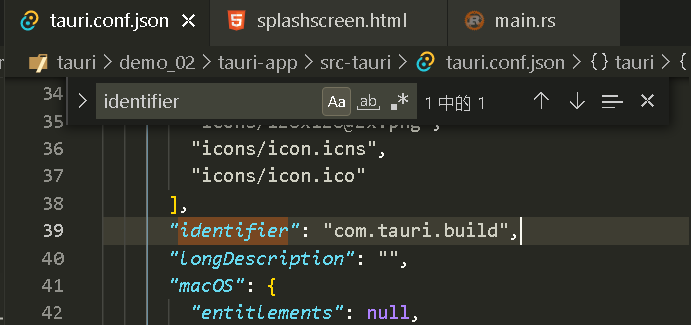 tauri.conf.json
splashscreen.html
main.rs
tauri > demo_02 > tauri-app > src-tauri > tauri.conf.json > {} tauri > {
34
identifier Aa ab .* 1 中的 1
35 "icons/128x128@2x.png",
36 "icons/icon.icns",
37 "icons/icon.ico"
38 ],
39 "identifier": "com.tauri.build",
40 "longDescription": "",
41 "macOS": {
42 "entitlements": null,